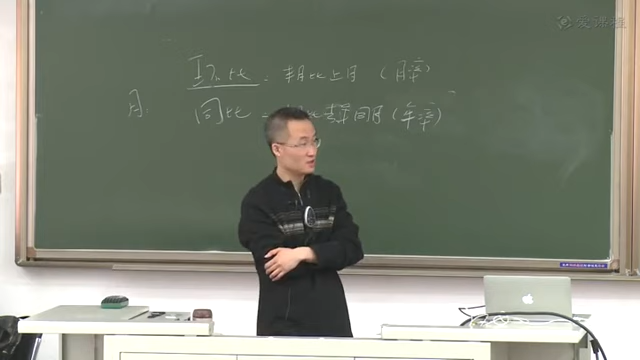 爱课程
环比 - 本月比上月 (月率)
月.
同比 - 比去年同月 (年率)